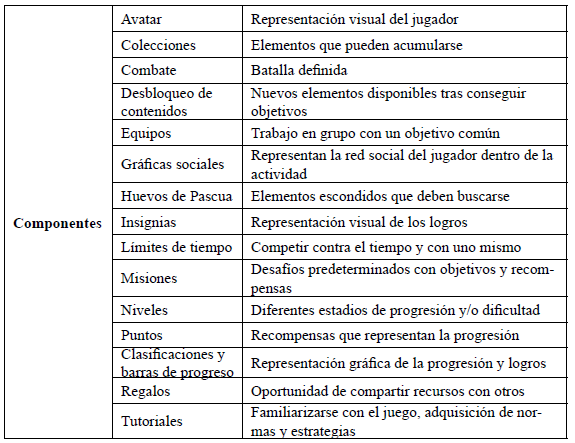 Avatar Representación visual del jugador
Colecciones Elementos que pueden acumularse
Combate Batalla definida
Desbloqueo de Nuevos elementos disponibles tras conseguir
contenidos objetivos
Equipos Trabajo en grupo con un objetivo común
Gráficas sociales Representan la red social del jugador dentro de la
actividad
Huevos de Pascua Elementos escondidos que deben buscarse
Componentes Insignias Representación visual de los logros
Límites de tiempo Competir contra el tiempo y con uno mismo
Misiones Desafíos predeterminados con objetivos y recom-
pensas
Niveles Diferentes estadios de progresión y/o dificultad
Puntos Recompensas que representan la progresión
Clasificaciones y
barras de progreso Representación gráfica de la progresión y logros
Regalos Oportunidad de compartir recursos con otros
Tutoriales Familiarizarse con el juego, adquisición de nor-
mas y estrategias